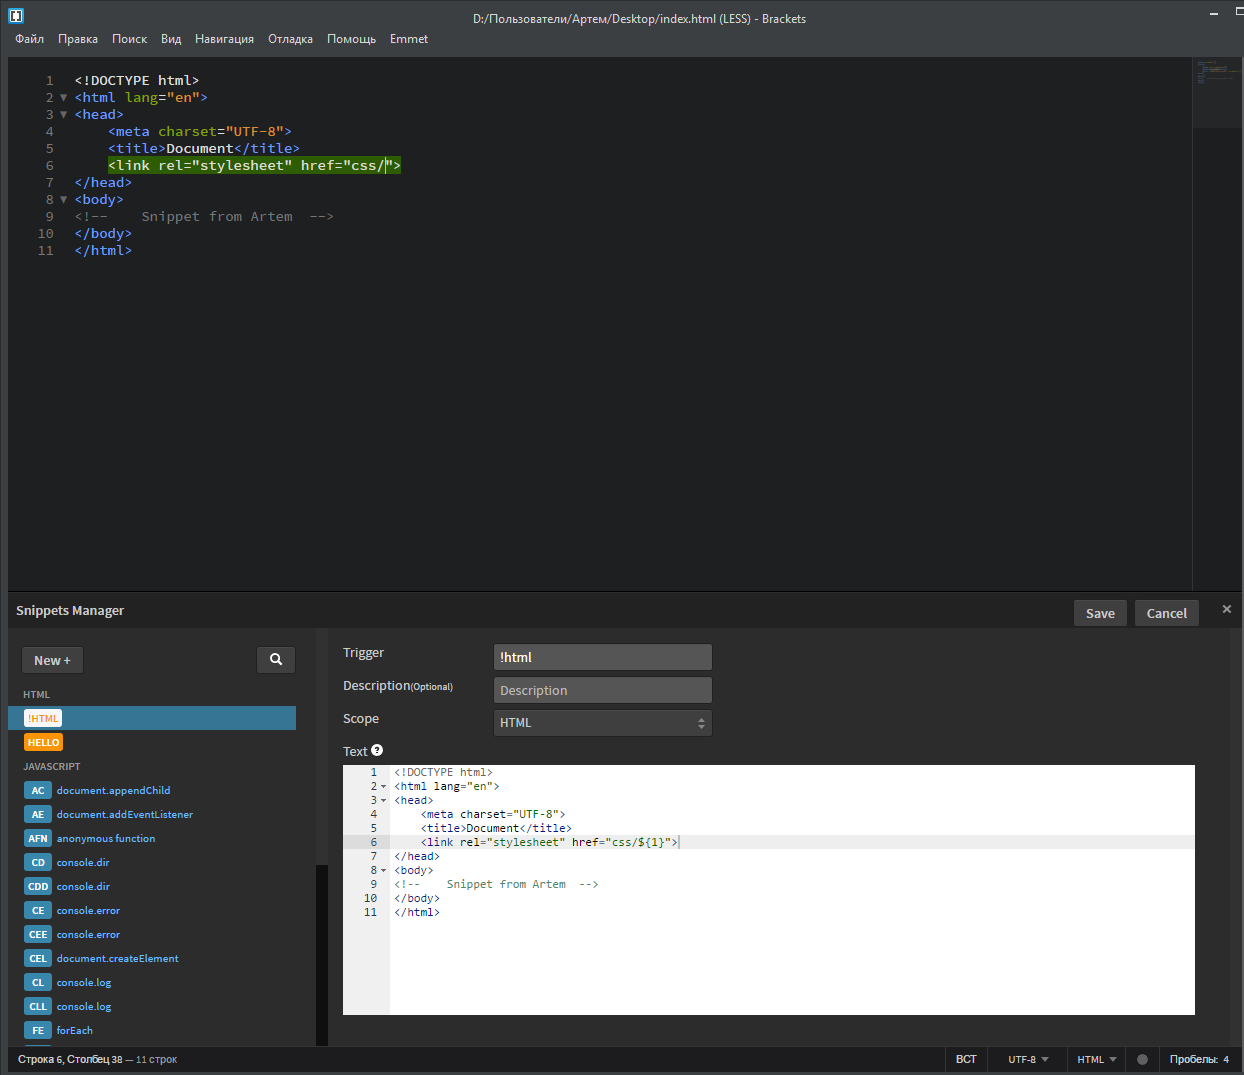 D:/Пользователи/Артем/Desktop/index.html (LESS) - Brackets
Файл Правка Поиск Вид Навигация Отладка Помощь Emmet
1 <!DOCTYPE html>
2 <html lang="en">
3 <head>
4 <meta charset="UTF-8">
5 <title>Document</title>
6 <link rel="stylesheet" href="css/">
7 </head>
8 <body>
9 <!-- Snippet from Artem -->
10 </body>
11 </html>
Snippets Manager
Save Cancel
New +
HTML
!HTML
HELLO
JAVASCRIPT
AC document.appendChild
AE document.addEventListener
AFN anonymous function
CD console.dir
CDD console.dir
CE console.error
CEE console.error
CEL document.createElement
CL console.log
CLL console.log
FE forEach
Trigger !html
Description(Optional) Description
Scope HTML
Text ?
1 <!DOCTYPE html>
2 <html lang="en">
3 <head>
4 <meta charset="UTF-8">
5 <title>Document</title>
6 <link rel="stylesheet" href="css/${1}">
7 </head>
8 <body>
9 <!-- Snippet from Artem -->
10 </body>
11 </html>
Строка 6, Столбец 38 — 11 строк
ВСТ UTF-8 HTML Пробелы: 4